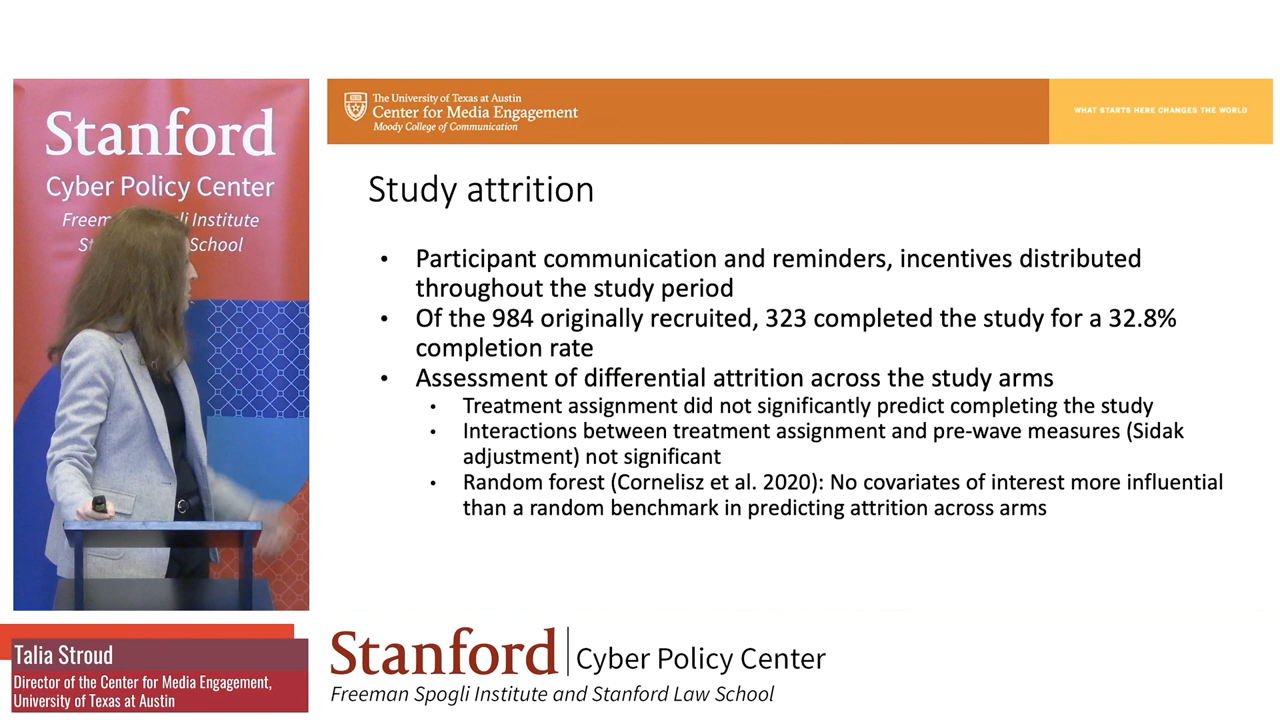 Stanford
Cyber Policy Center
Freem Institute
School
The University of Texas at Austin
Center for Media Engagement
Moody College of Communication
WHAT STARTS HERE CHANGES THE WORLD
Study attrition
• Participant communication and reminders, incentives distributed
throughout the study period
• Of the 984 originally recruited, 323 completed the study for a 32.8%
completion rate
• Assessment of differential attrition across the study arms
• Treatment assignment did not significantly predict completing the study
• Interactions between treatment assignment and pre-wave measures (Sidak
adjustment) not significant
• Random forest (Cornelisz et al. 2020): No covariates of interest more influential
than a random benchmark in predicting attrition across arms
Talia Stroud
Director of the Center for Media Engagement,
University of Texas at Austin
Stanford | Cyber Policy Center
Freeman Spogli Institute and Stanford Law School